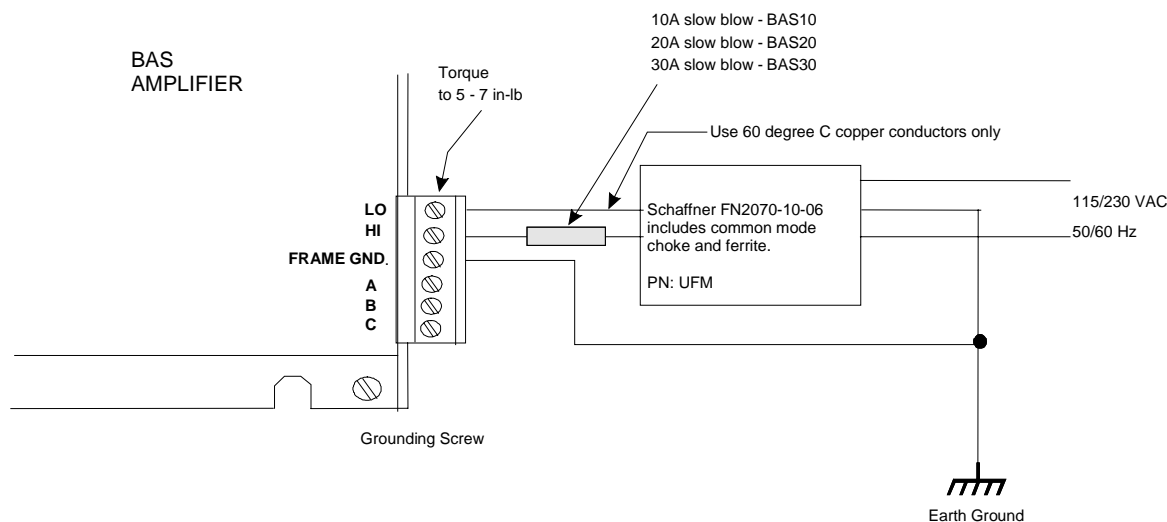 10A slow blow - BAS10
20A slow blow - BAS20
30A slow blow - BAS30
BAS
AMPLIFIER
Torque
to 5 - 7 in-lb
Use 60 degree C copper conductors only
LO
HI
FRAME GND.
A
B
C
Schaffner FN2070-10-06
includes common mode
choke and ferrite.
PN: UFM
115/230 VAC
50/60 Hz
Grounding Screw
Earth Ground